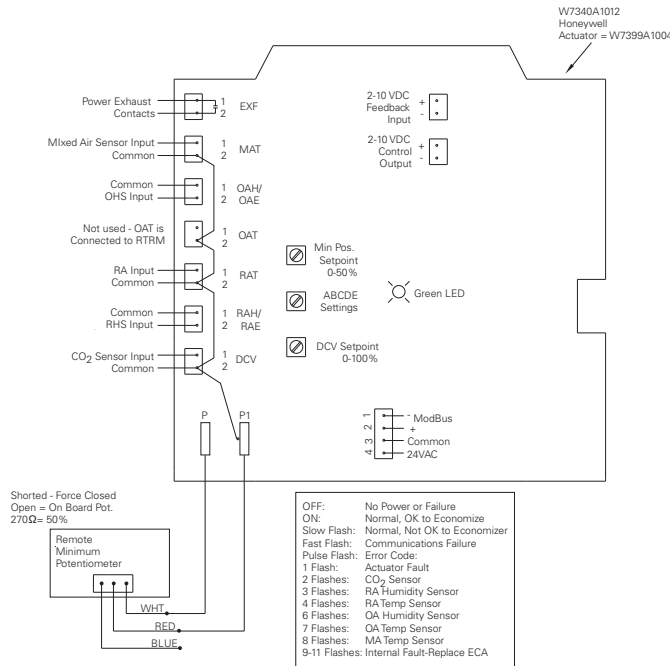 W7340A1012
Honeywell
Actuator = W7399A1004
Power Exhaust
Contacts
1
2
EXF
2-10 VDC
Feedback
Input
+
-
MIxed Air Sensor Input
Common
1
2
MAT
2-10 VDC
Control
Output
+
-
Common
OHS Input
1
2
OAH/
OAE
Not used - OAT is
Connected to RTRM
1
2
OAT
Min Pos.
Setpoint
0-50%
RA Input
Common
1
2
RAT
ABCDE
Settings
Green LED
Common
RHS Input
1
2
RAH/
RAE
DCV Setpoint
0-100%
CO2 Sensor Input
Common
1
2
DCV
P
P1
1
2
3
4
- ModBus
+
Common
24VAC
Shorted - Force Closed
Open = On Board Pot.
270Ω= 50%
Remote
Minimum
Potentiometer
WHT
RED
BLUE
OFF: No Power or Failure
ON: Normal, OK to Economize
Slow Flash: Normal, Not OK to Economizer
Fast Flash: Communications Failure
Pulse Flash: Error Code:
1 Flash: Actuator Fault
2 Flashes: CO2 Sensor
3 Flashes: RA Humidity Sensor
4 Flashes: RA Temp Sensor
6 Flashes: OA Humidity Sensor
7 Flashes: OA Temp Sensor
8 Flashes: MA Temp Sensor
9-11 Flashes: Internal Fault-Replace ECA